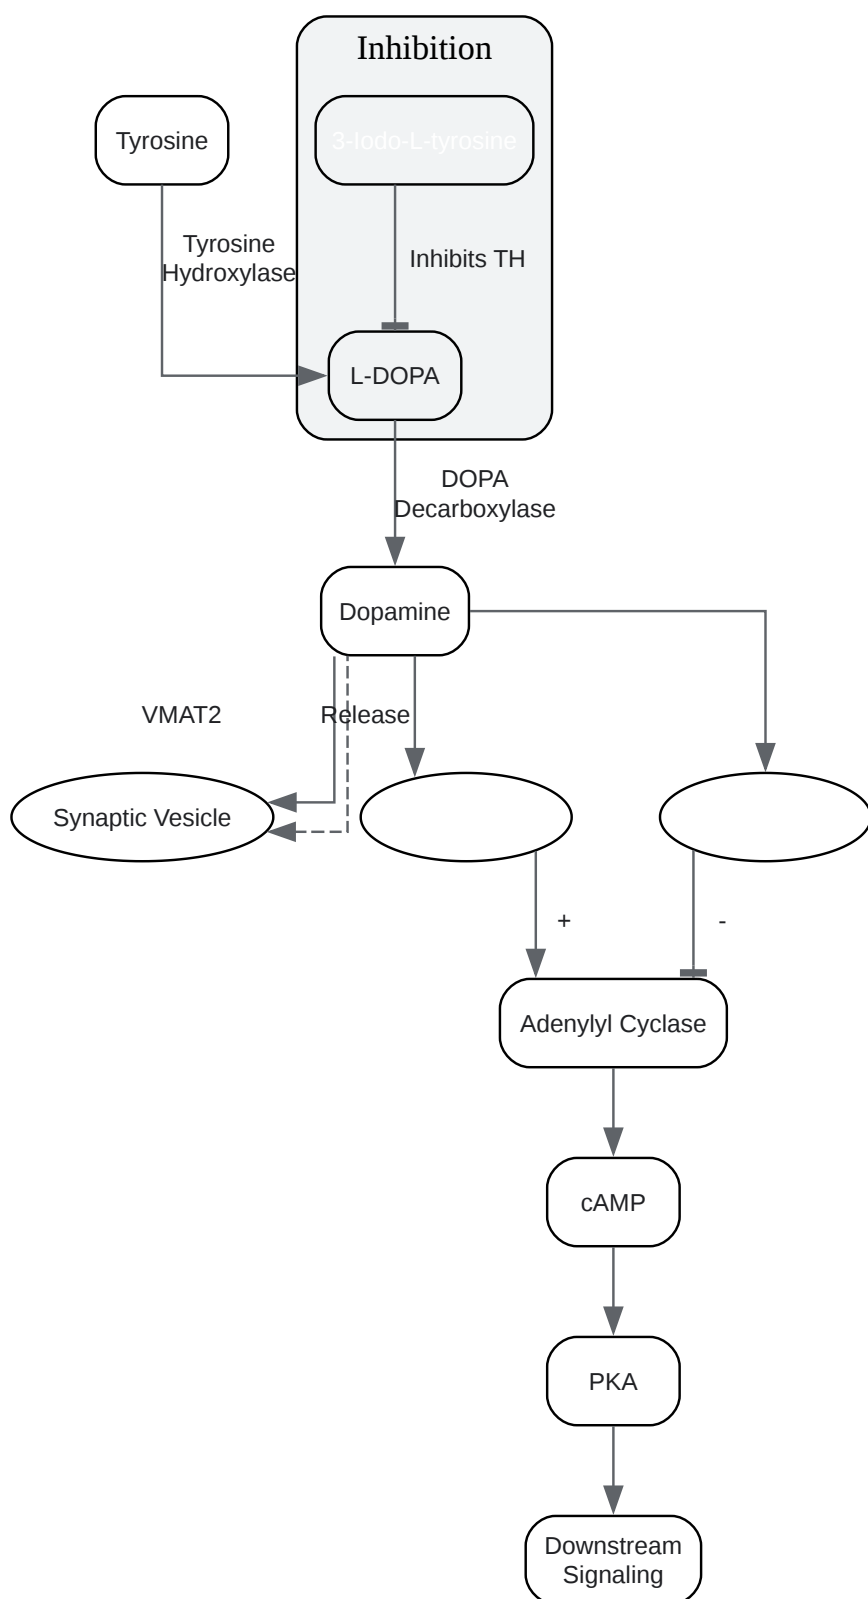 Inhibition
Tyrosine
3-Iodo-L-tyrosine
Tyrosine
Hydroxylase
Inhibits TH
L-DOPA
DOPA
Decarboxylase
Dopamine
VMAT2
Release
Synaptic Vesicle
+
-
Adenylyl Cyclase
cAMP
PKA
Downstream
Signaling